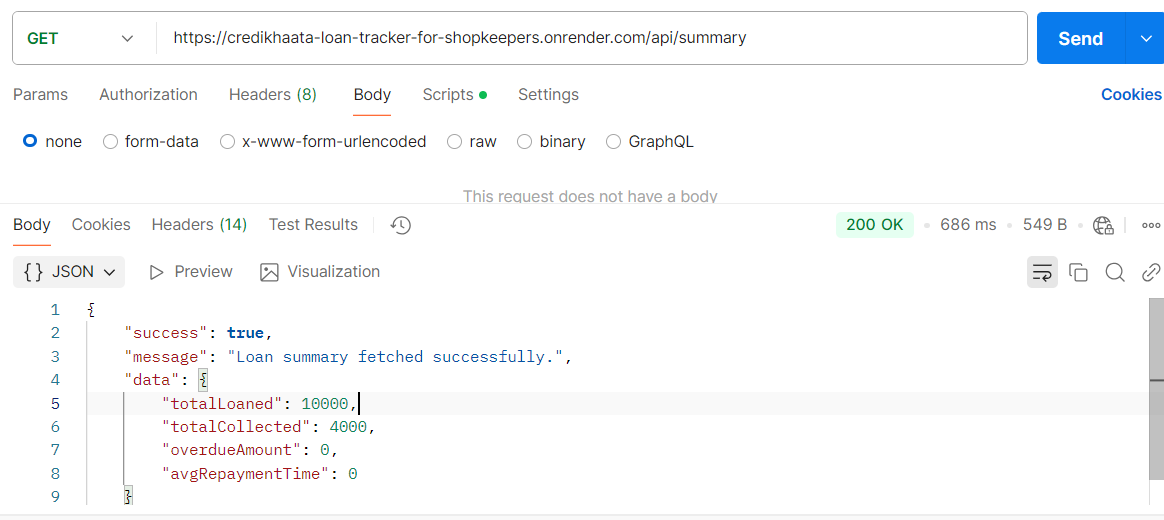 GET https://credikhaata-loan-tracker-for-shopkeepers.onrender.com/api/summary Send
Params Authorization Headers (8) Body Scripts Settings Cookies
none form-data x-www-form-urlencoded raw binary GraphQL
This request does not have a body
Body Cookies Headers (14) Test Results 200 OK 686 ms 549 B
{} JSON Preview Visualization
1 {
2 "success": true,
3 "message": "Loan summary fetched successfully.",
4 "data": {
5 "totalLoaned": 10000,
6 "totalCollected": 4000,
7 "overdueAmount": 0,
8 "avgRepaymentTime": 0
9 }